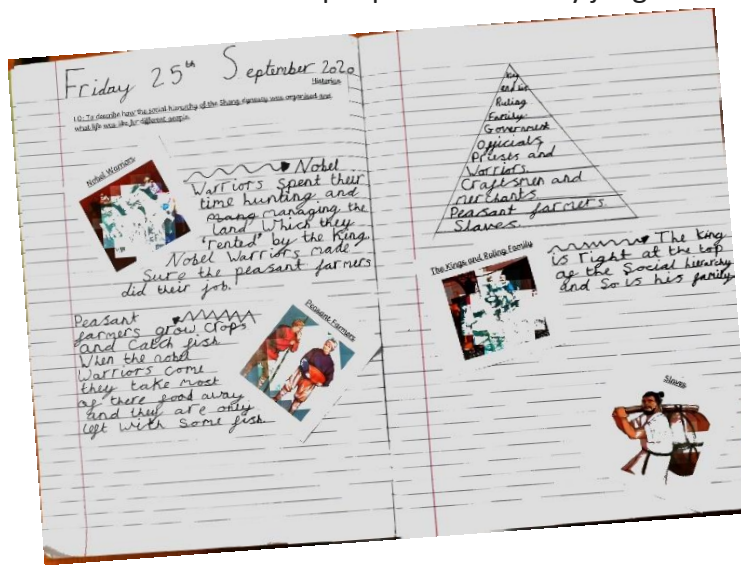 Friday 25th September 2020
Historian
LO: To describe how the social hierarchy of the Shang dynasty was organised and
what life was like for different people.
Nobel Warriors
Nobel
Warriors Spent their
time hunting and
mang managing the
land Which they
'rented' by the King.
Nobel Warriors made
Sure the peasant farmers
did their job.
Peasant
farmers grow crops
and Catch fish
When the nobel
Warriors come
they take most
of there food away
and they are only
left with Some fish.
Peasant Farmers
King
and his
Ruling
Family
Government
Officials
Prieses and
Worriors
Craftsmen and
merchants
Peasant farmers
Slaves.
The Kings and Ruling Family
The King
is right at the top
of the Social hierarchy
and So is his family.
Slaves